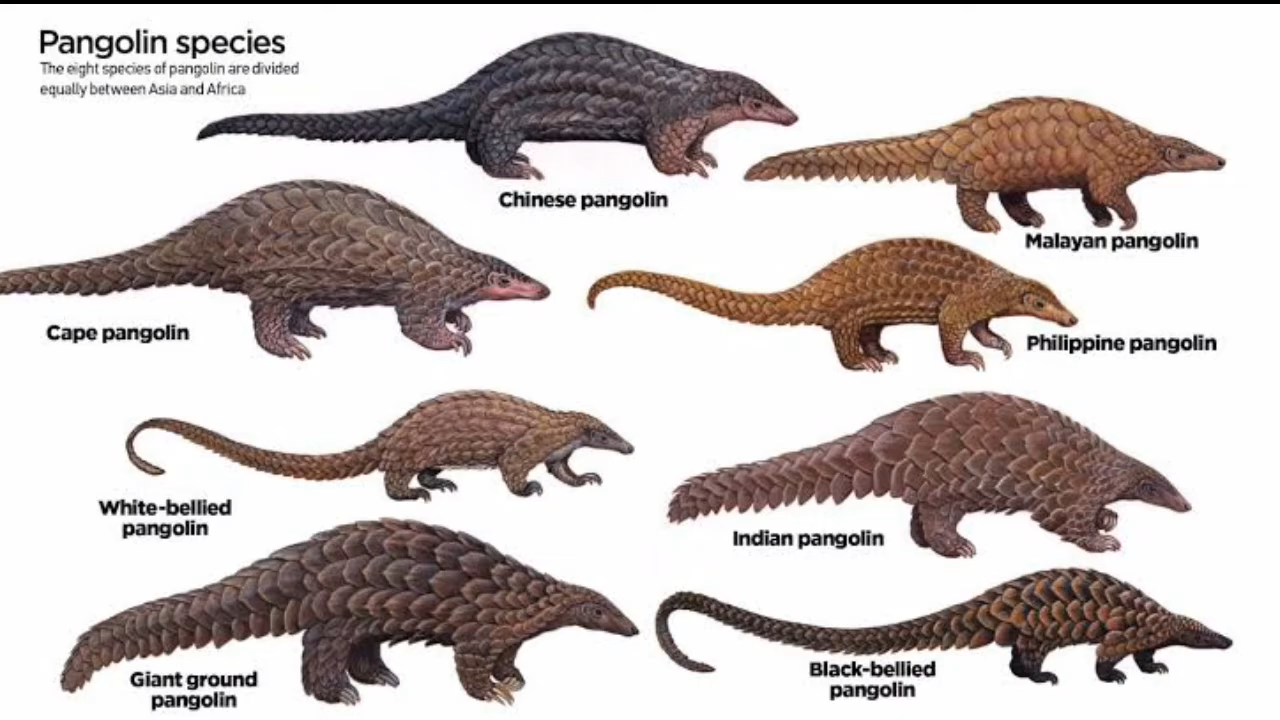 Pangolin species
The eight species of pangolin are divided
equally between Asia and Africa
Chinese pangolin
Malayan pangolin
Cape pangolin
Philippine pangolin
White-bellied
pangolin
Indian pangolin
Giant ground
pangolin
Black-bellied
pangolin